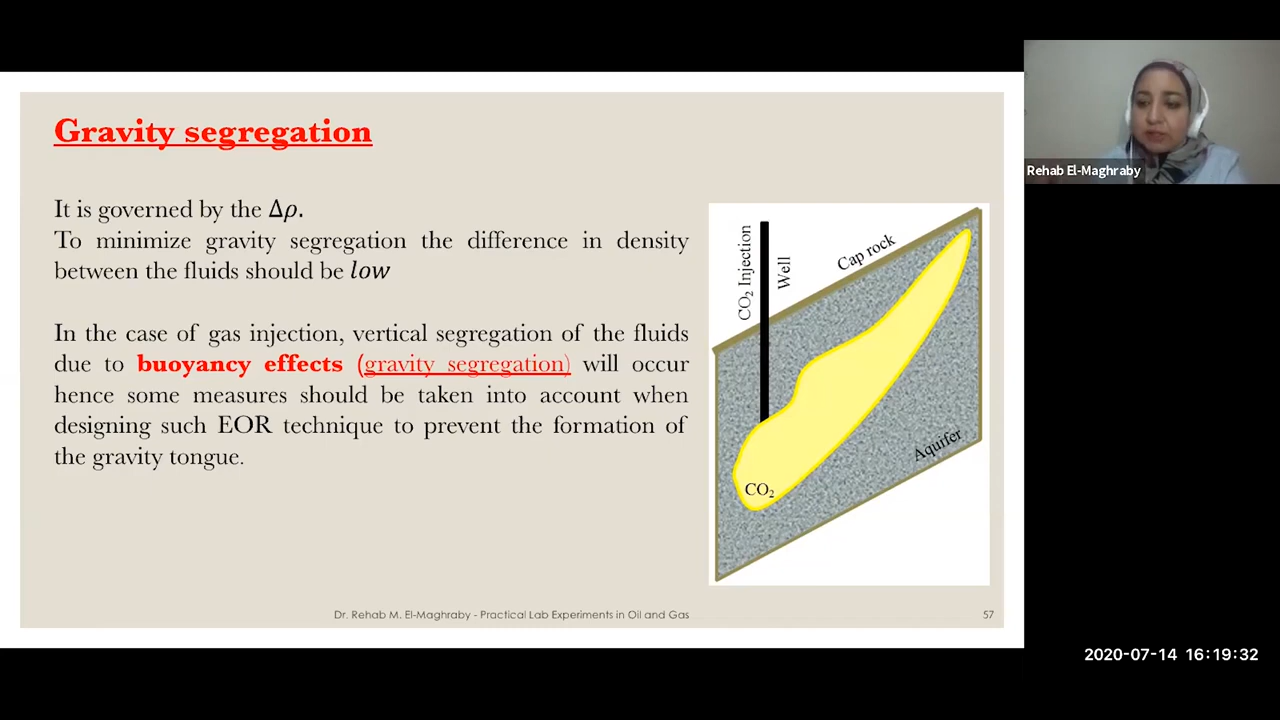 Gravity segregation
It is governed by the Δρ.
To minimize gravity segregation the difference in density
between the fluids should be low
In the case of gas injection, vertical segregation of the fluids
due to buoyancy effects (gravity segregation) will occur
hence some measures should be taken into account when
designing such EOR technique to prevent the formation of
the gravity tongue.
CO₂ Injection
Well
Cap rock
CO₂
Aquifer
Dr. Rehab M. El-Maghraby - Practical Lab Experiments in Oil and Gas
57
Rehab El-Maghraby
2020-07-14 16:19:32